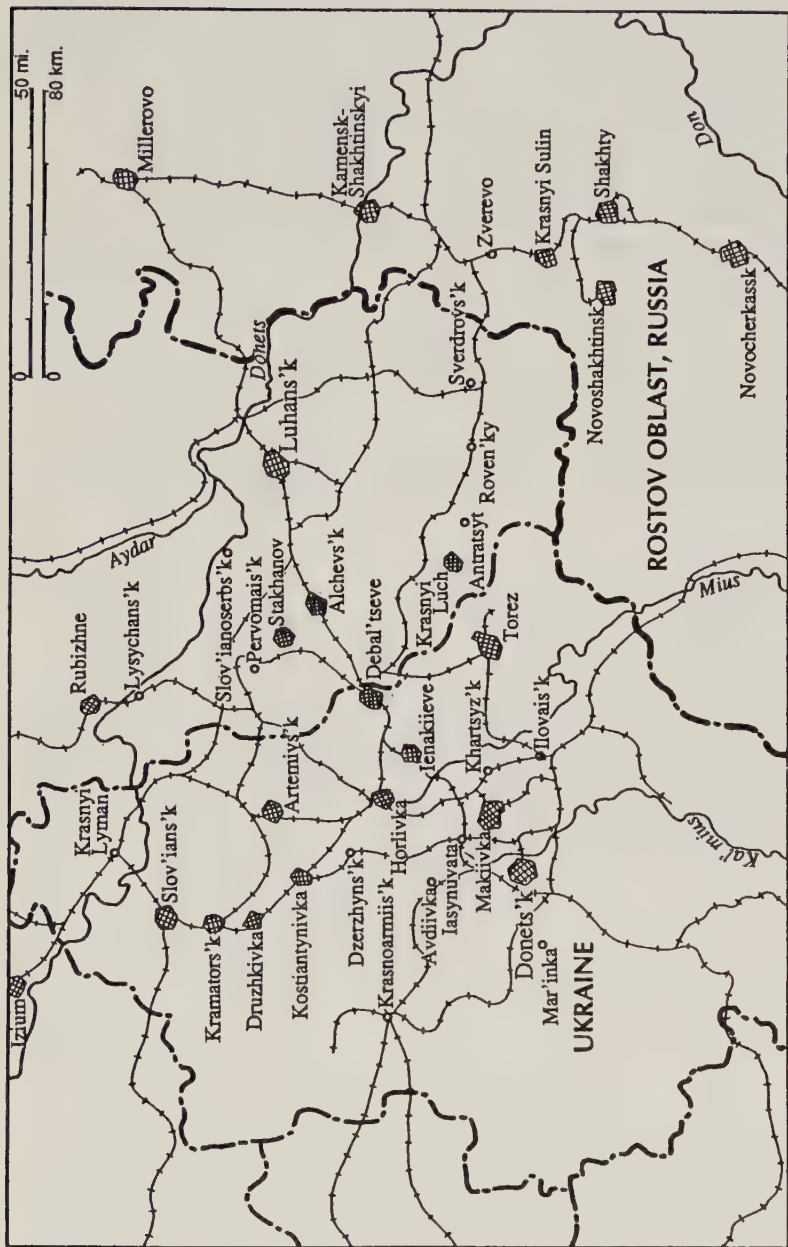 Izium
Krasnyi
Lyman
Rubizhne
Lysychans'k
0 50 mi.
0 80 km.
Millerovo
Aydar
Slov'ians'k
Kramators'k
Druzhkivka
Slov'ianoserbs'k
Pervomais'k
Stakhanov
Donets
Luhans'k
Artemivs'k
Alchevs'k
Kostiantynivka
Kamensk-
Shakhtinskyi
Dzerzhyns'k
Horlivka
Debal'tseve
Krasnoarmiis'k
Ienakiieve
Avdiivka
Iasynuvata
Krasnyi
Luch
Antratsyt
Roven'ky
Sverdrovs'k
Zverevo
Makiivka
Khartsyz'k
Torez
Donets'k
Mar'inka
Ilovais'k
Krasnyi Sulin
UKRAINE
Novoshakhtinsk
Shakhty
ROSTOV OBLAST, RUSSIA
Don
Mius
Kal'mius
Novocherkassk